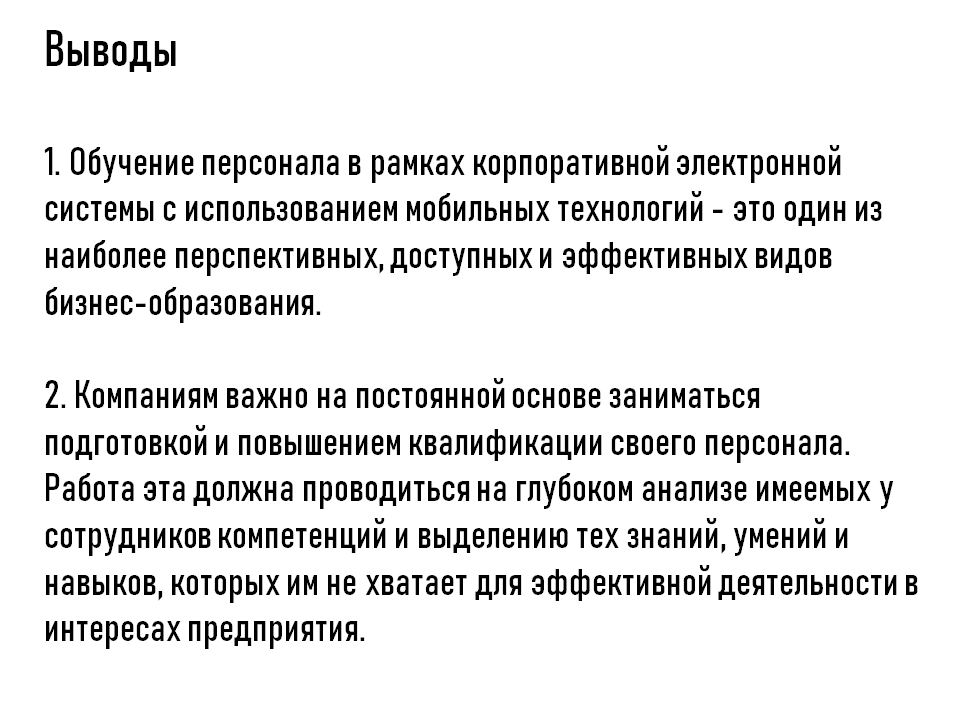 Выводы
1. Обучение персонала в рамках корпоративной электронной
системы с использованием мобильных технологий - это один из
наиболее перспективных, доступных и эффективных видов
бизнес-образования.
2. Компаниям важно на постоянной основе заниматься
подготовкой и повышением квалификации своего персонала.
Работа эта должна проводиться на глубоком анализе имеемых у
сотрудников компетенций и выделению тех знаний, умений и
навыков, которых им не хватает для эффективной деятельности в
интересах предприятия.